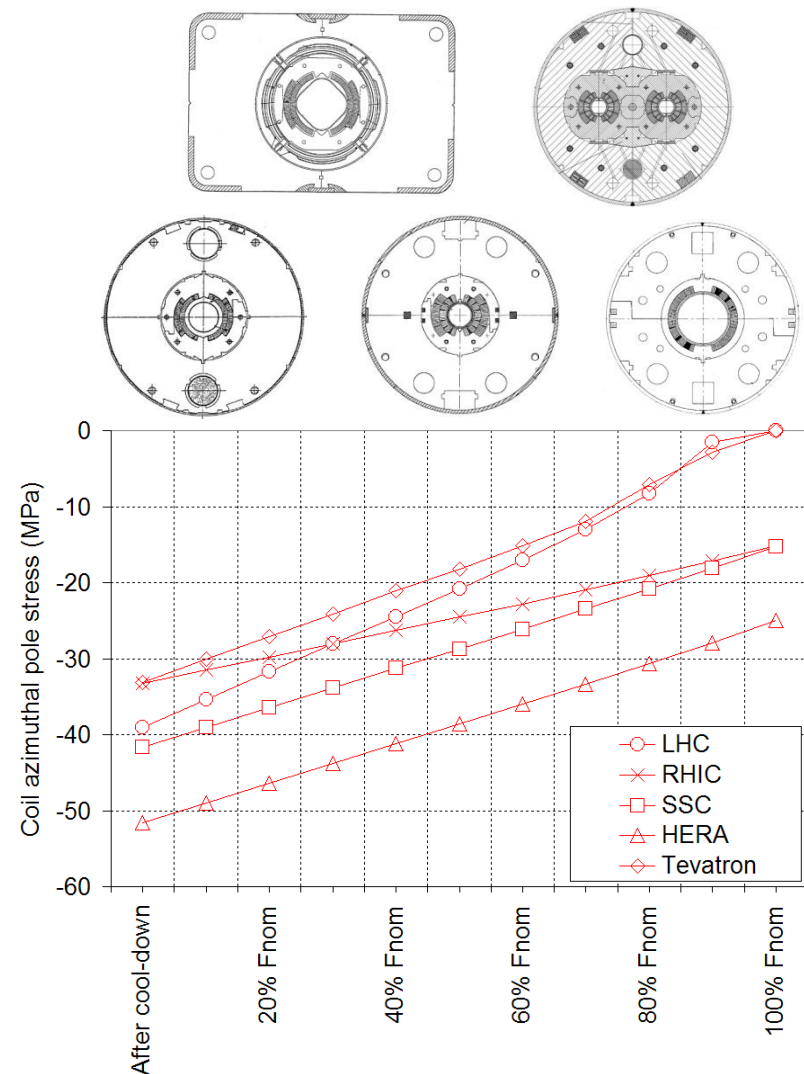 0
-10
-20
-30
-40
-50
-60
Coil azimuthal pole stress (MPa)
LHC
RHIC
SSC
HERA
Tevatron
After cool-down
20% Fnom
40% Fnom
60% Fnom
80% Fnom
100% Fnom